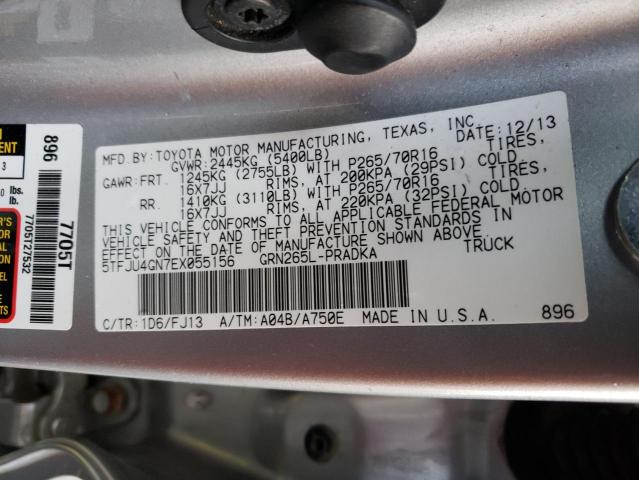 MFD.BY:TOYOTA MOTOR MANUFACTURING, TEXAS, INC. DATE:12/13
GVWR:2445KG (5400LB)
GAWR:FRT. 1245KG (2755LB) WITH P265/70R16 TIRES,
16X7JJ RIMS, AT 200KPA (29PSI) COLD
RR. 1410KG (3110LB) WITH P265/70R16 TIRES,
16X7JJ RIMS, AT 220KPA (32PSI) COLD
THIS VEHICLE CONFORMS TO ALL APPLICABLE FEDERAL MOTOR
VEHICLE SAFETY AND THEFT PREVENTION STANDARDS IN
EFFECT ON THE DATE OF MANUFACTURE SHOWN ABOVE.
5TFJU4GN7EX055156 GRN265L-PRADKA TRUCK
C/TR:1D6/FJ13 A/TM:A04B/A750E MADE IN U.S.A. 896
896
7705T
7705127532
3
lbs.
lb.